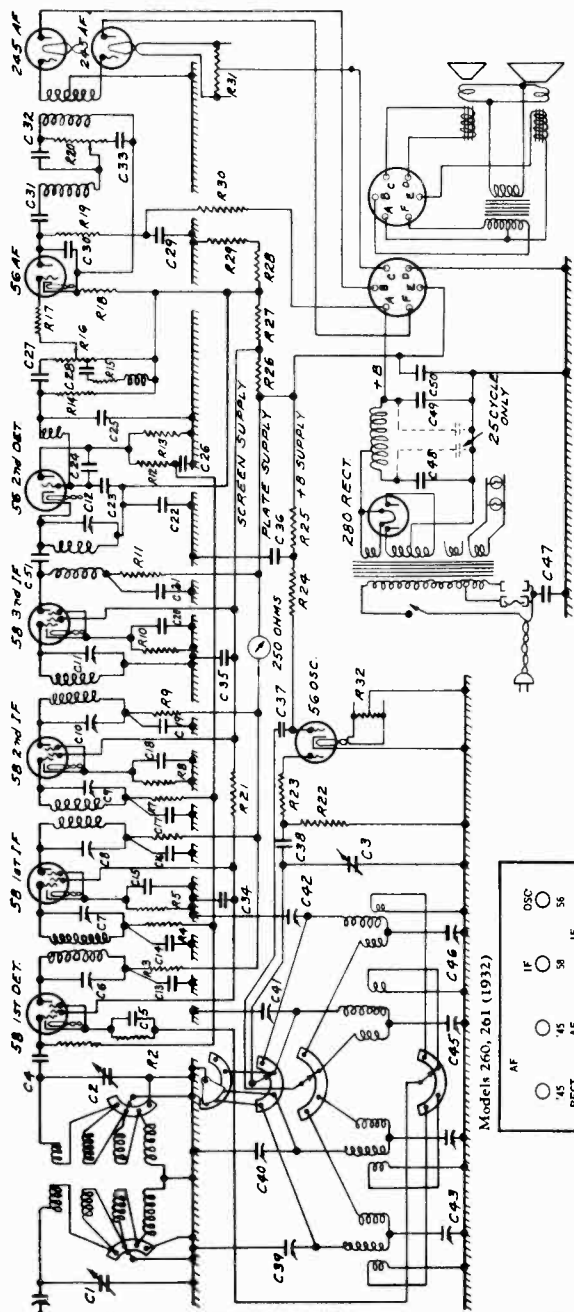 58 1ST DET.
58 1ST IF
58 2ND IF
58 3RD IF
56 2ND DET
56 AF
245 AF
245 AF
C4
C1
C2
R2
C5
C6
R3
C13
C7
R4
C14
R5
C15
C8
C16
C17
R7
C9
R8
C18
C10
R9
C19
C11
R10
C20
C21
R11
C51
C12
C23
C24
C22
R12
R13
C26
C25
R14
C27
C28
R15
R16
R17
R18
C30
R19
C29
C31
C32
R20
C33
R31
R30
R29
R28
R27
R26
SCREEN SUPPLY
PLATE SUPPLY
+B SUPPLY
R25
C36
R24
250 OHMS
C35
R21
C34
C37
56 OSC.
R32
R23
R22
C38
C3
C42
C41
C40
C39
C43
C45
C46
280 RECT
+B
C48
C49
C50
25 CYCLE
ONLY
C47
A
B
C
D
E
F
A
B
C
D
E
F
Models 260, 261 (1932)
AF
IF
OSC
'45
'45
58
56
RECT
AF
IF